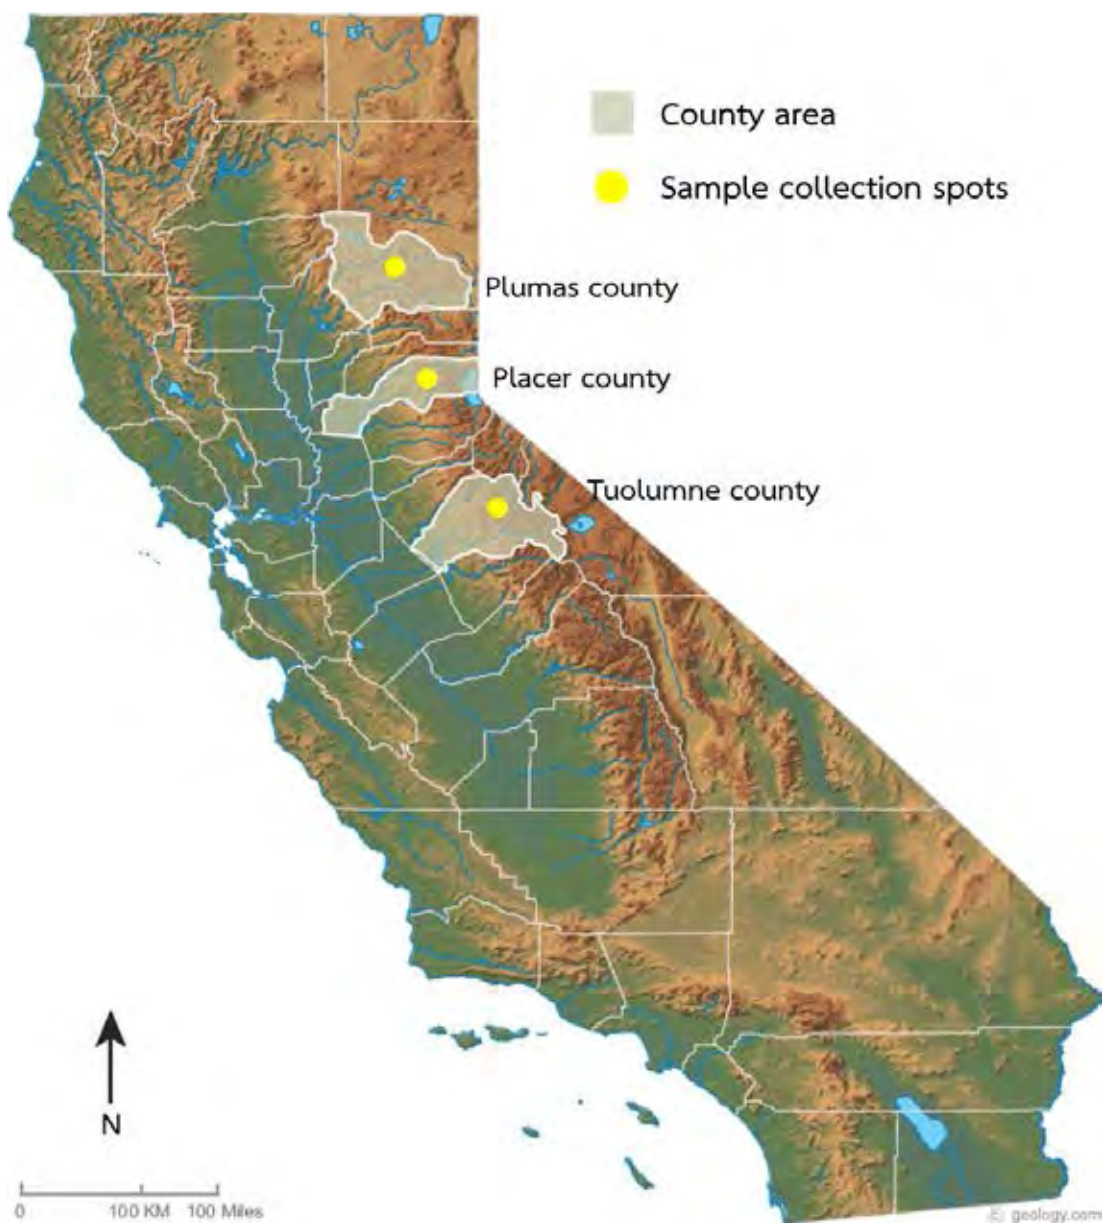 County area
Sample collection spots
Plumas county
Placer county
Tuolumne county
N
0 100 KM 100 Miles
© geology.com